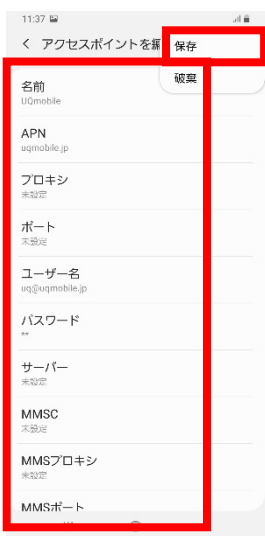 11:37
アクセスポイントを編
保存
破棄
名前
UQmobile
APN
uqmobile.jp
プロキシ
未設定
ポート
未設定
ユーザー名
uq@uqmobile.jp
パスワード
**
サーバー
未設定
MMSC
未設定
MMSプロキシ
未設定
MMSポート